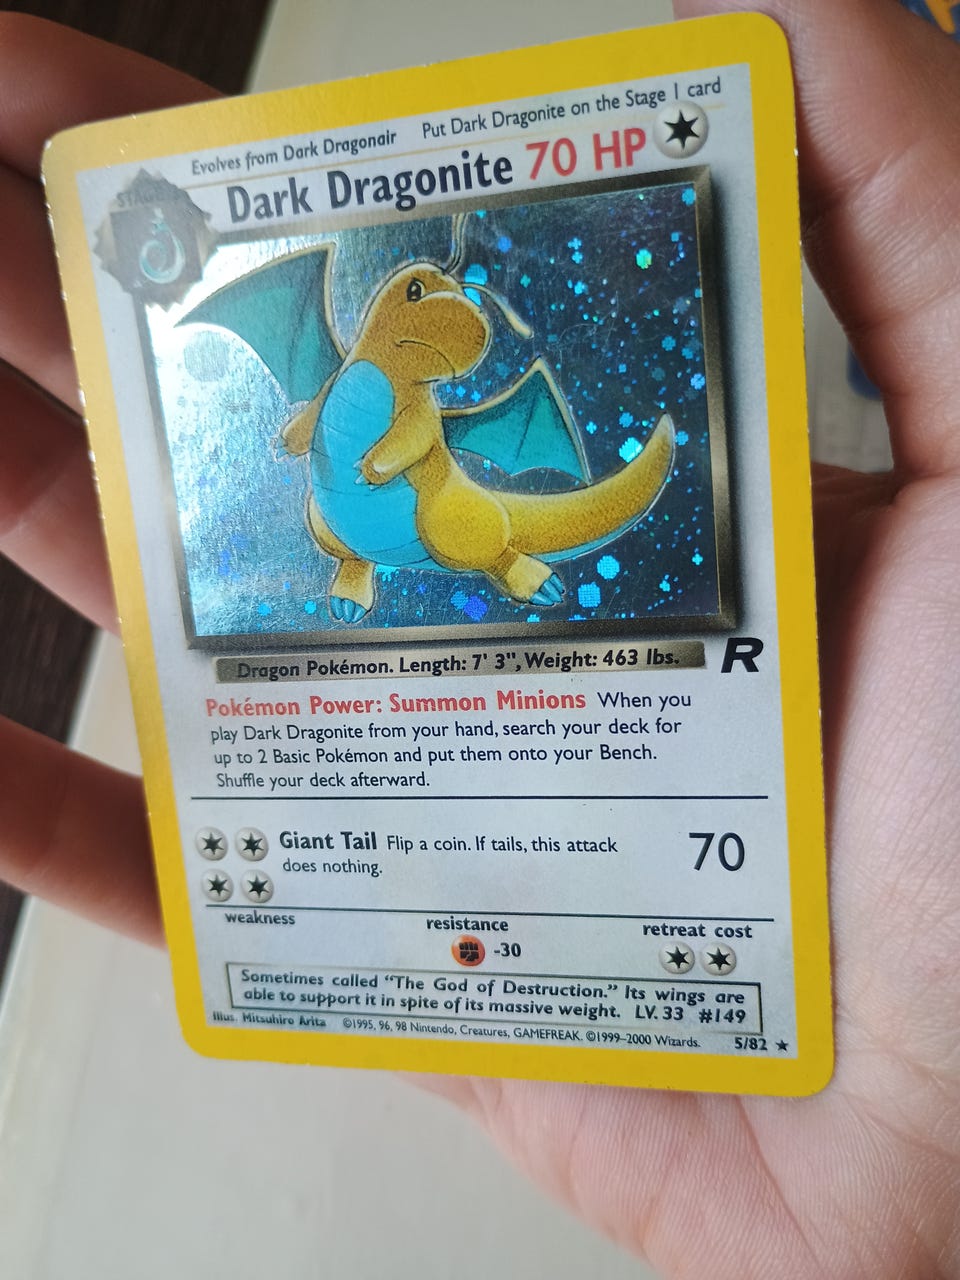 Evolves from Dark Dragonair Put Dark Dragonite on the Stage 1 card
STAGE 2
Dark Dragonite 70 HP
Dragon Pokémon. Length: 7' 3", Weight: 463 lbs.
R
Pokémon Power: Summon Minions When you
play Dark Dragonite from your hand, search your deck for
up to 2 Basic Pokémon and put them onto your Bench.
Shuffle your deck afterward.
Giant Tail Flip a coin. If tails, this attack
does nothing.
70
weakness resistance retreat cost
-30
Sometimes called “The God of Destruction.” Its wings are
able to support it in spite of its massive weight. LV. 33 #149
Illus. Mitsuhiro Arita ©1995, 96, 98 Nintendo, Creatures, GAMEFREAK. ©1999–2000 Wizards. 5/82 ★